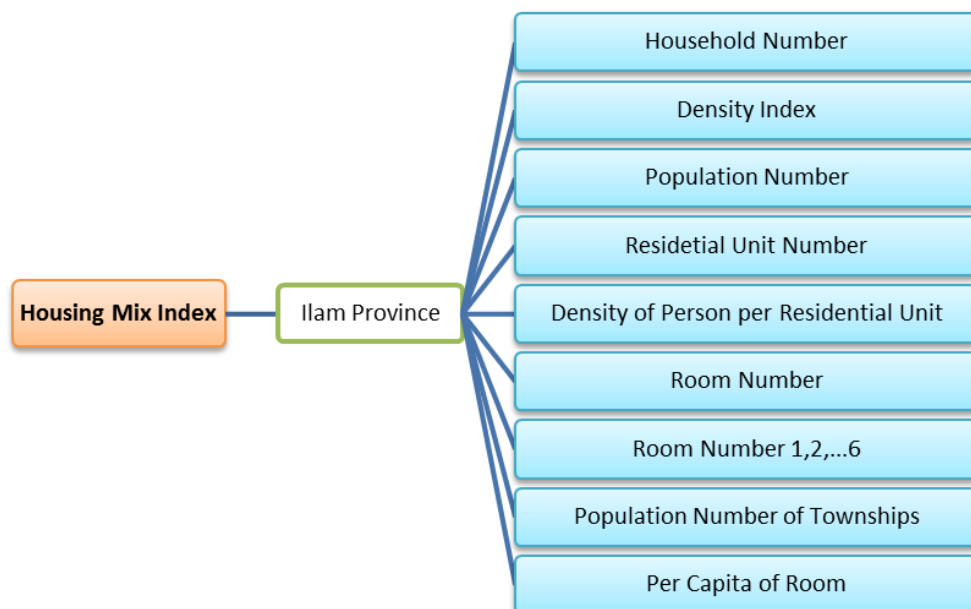 Housing Mix Index
Ilam Province
Household Number
Density Index
Population Number
Residetial Unit Number
Density of Person per Residential Unit
Room Number
Room Number 1,2,...6
Population Number of Townships
Per Capita of Room